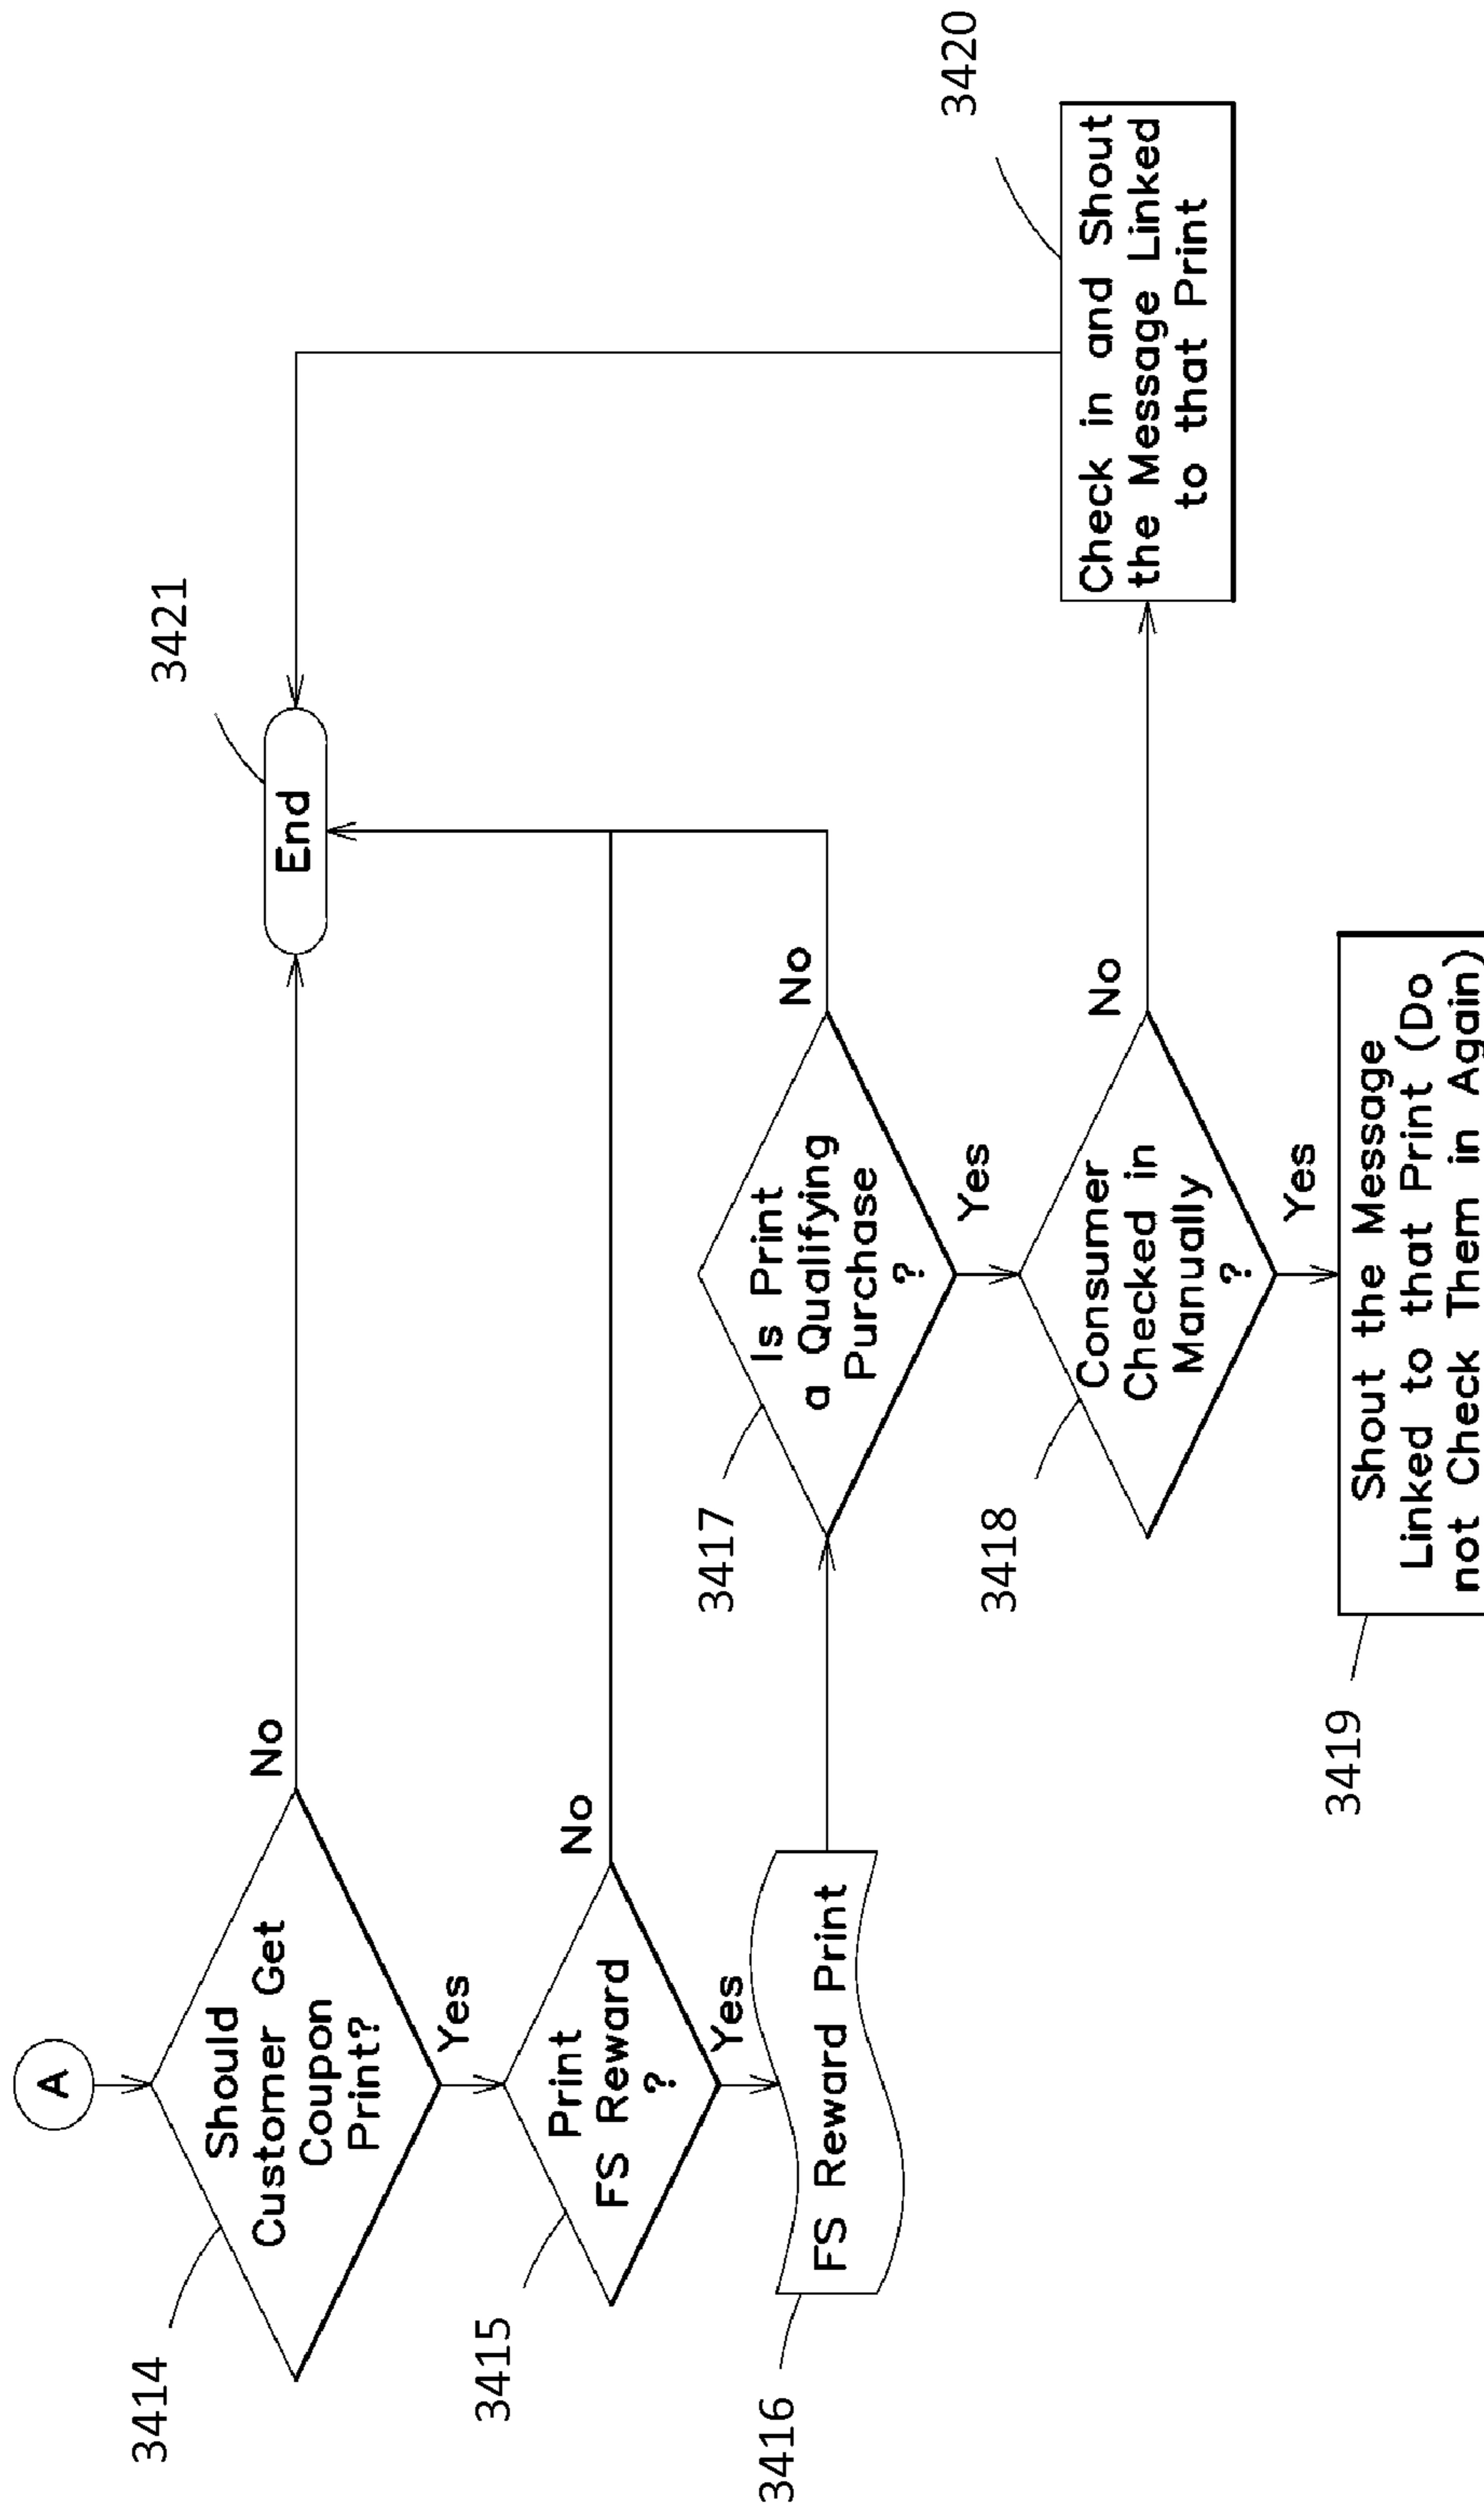 A
3414
Should
Customer Get
Coupon
Print?
No
Yes
3415
Print
FS Reward
?
No
Yes
3416
FS Reward Print
3417
Is Print
a Qualifying
Purchase
?
No
Yes
3418
Consumer
Checked in
Manually
?
No
Yes
3419
Shout the Message
Linked to that Print (Do
not Check Them in Again)
3420
Check in and Shout
the Message Linked
to that Print
3421
End